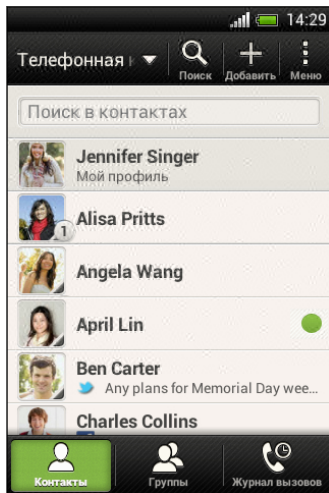 14:29
Телефонная к
Поиск
Добавить
Меню
Поиск в контактах
Jennifer Singer
Мой профиль
Alisa Pritts
1
Angela Wang
April Lin
Ben Carter
Any plans for Memorial Day wee...
Charles Collins
Контакты
Группы
Журнал вызовов